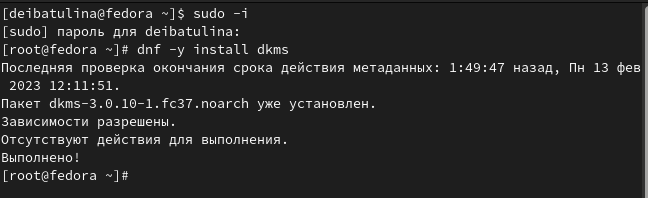 [deibatulina@fedora ~]$ sudo -i
[sudo] пароль для deibatulina:
[root@fedora ~]# dnf -y install dkms
Последняя проверка окончания срока действия метаданных: 1:49:47 назад, Пн 13 фев
 2023 12:11:51.
Пакет dkms-3.0.10-1.fc37.noarch уже установлен.
Зависимости разрешены.
Отсутствуют действия для выполнения.
Выполнено!
[root@fedora ~]#